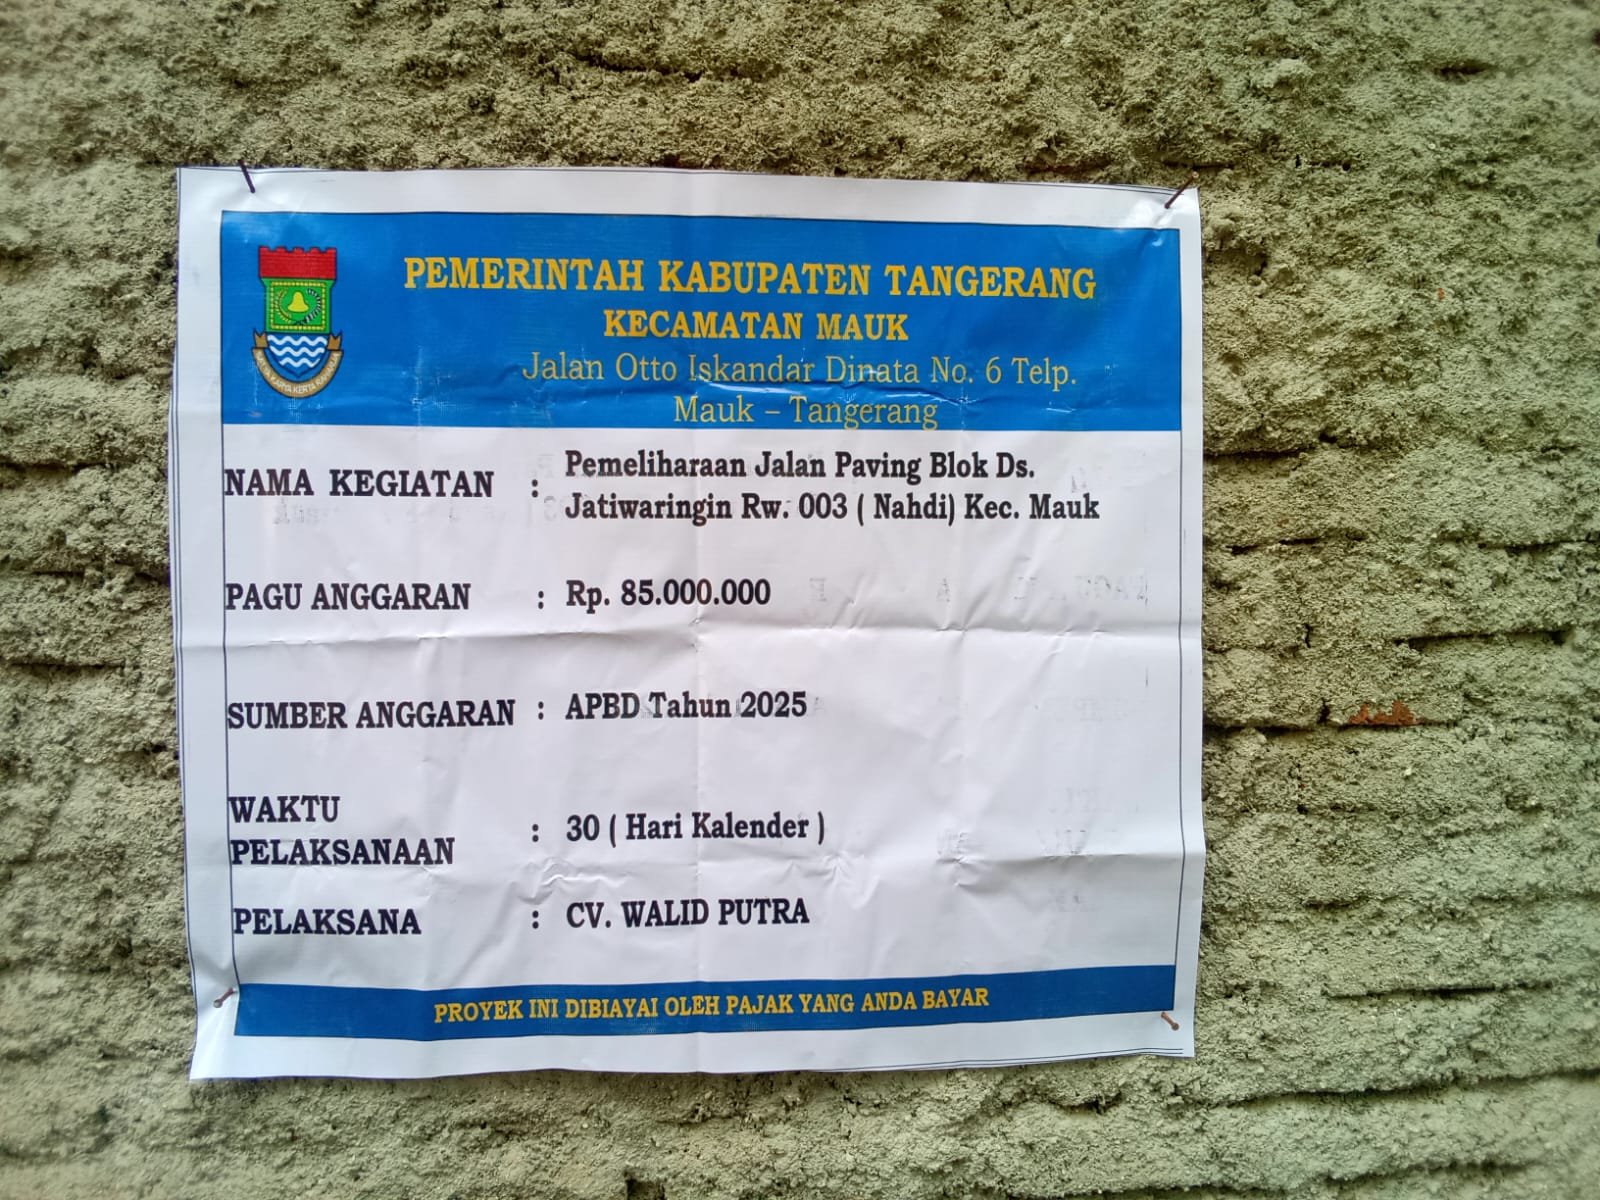 PEMERINTAH KABUPATEN TANGERANG
KECAMATAN MAUK
Jalan Otto Iskandar Dinata No. 6 Telp.
Mauk – Tangerang
NAMA KEGIATAN : Pemeliharaan Jalan Paving Blok Ds.
Jatiwaringin Rw. 003 ( Nahdi) Kec. Mauk
PAGU ANGGARAN : Rp. 85.000.000
SUMBER ANGGARAN : APBD Tahun 2025
WAKTU
PELAKSANAAN : 30 ( Hari Kalender )
PELAKSANA : CV. WALID PUTRA
PROYEK INI DIBIAYAI OLEH PAJAK YANG ANDA BAYAR